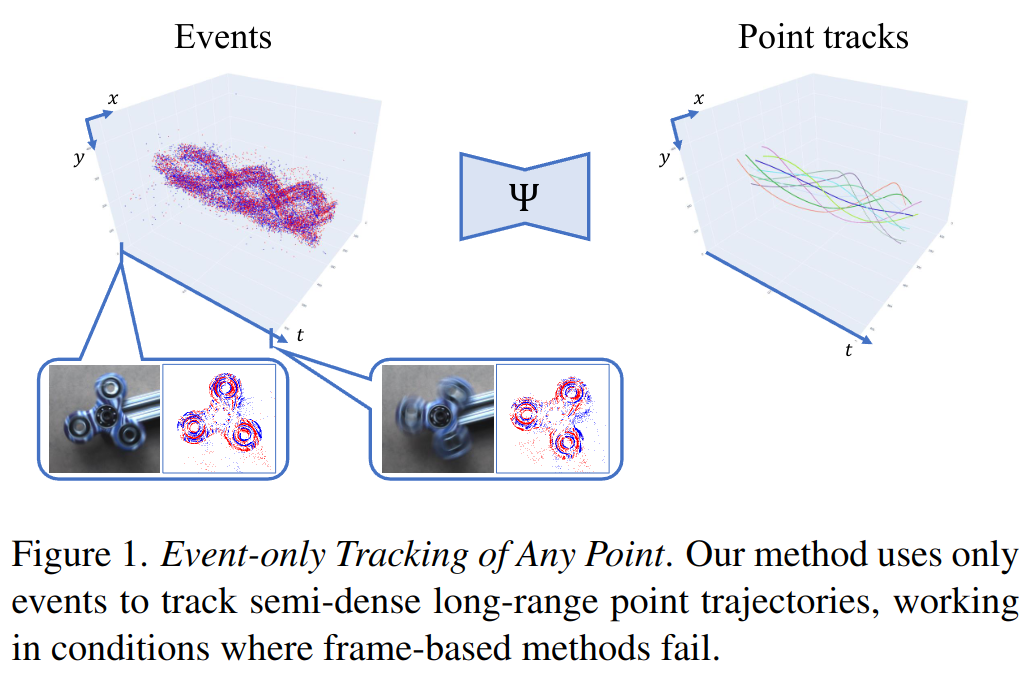 Events
Point tracks
x
y
t
Ψ
x
y
t
Figure 1. Event-only Tracking of Any Point. Our method uses only
events to track semi-dense long-range point trajectories, working
in conditions where frame-based methods fail.